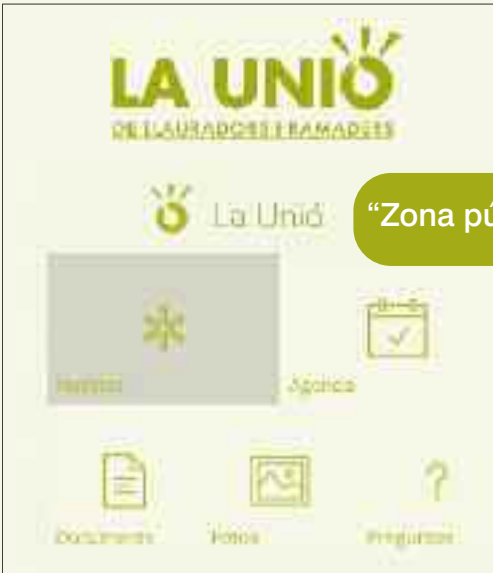 LA UNIÓ
DE LLAURADORS I RAMADERS
La Unió
“Zona pú
Agenda
Documents
Fotos
Preguntes